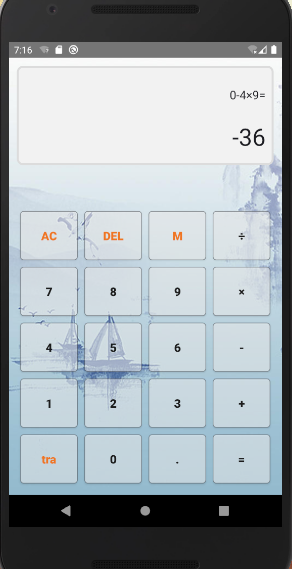 7:16
0-4×9=
-36
AC DEL M ÷
7 8 9 ×
4 5 6 -
1 2 3 +
tra 0 . =